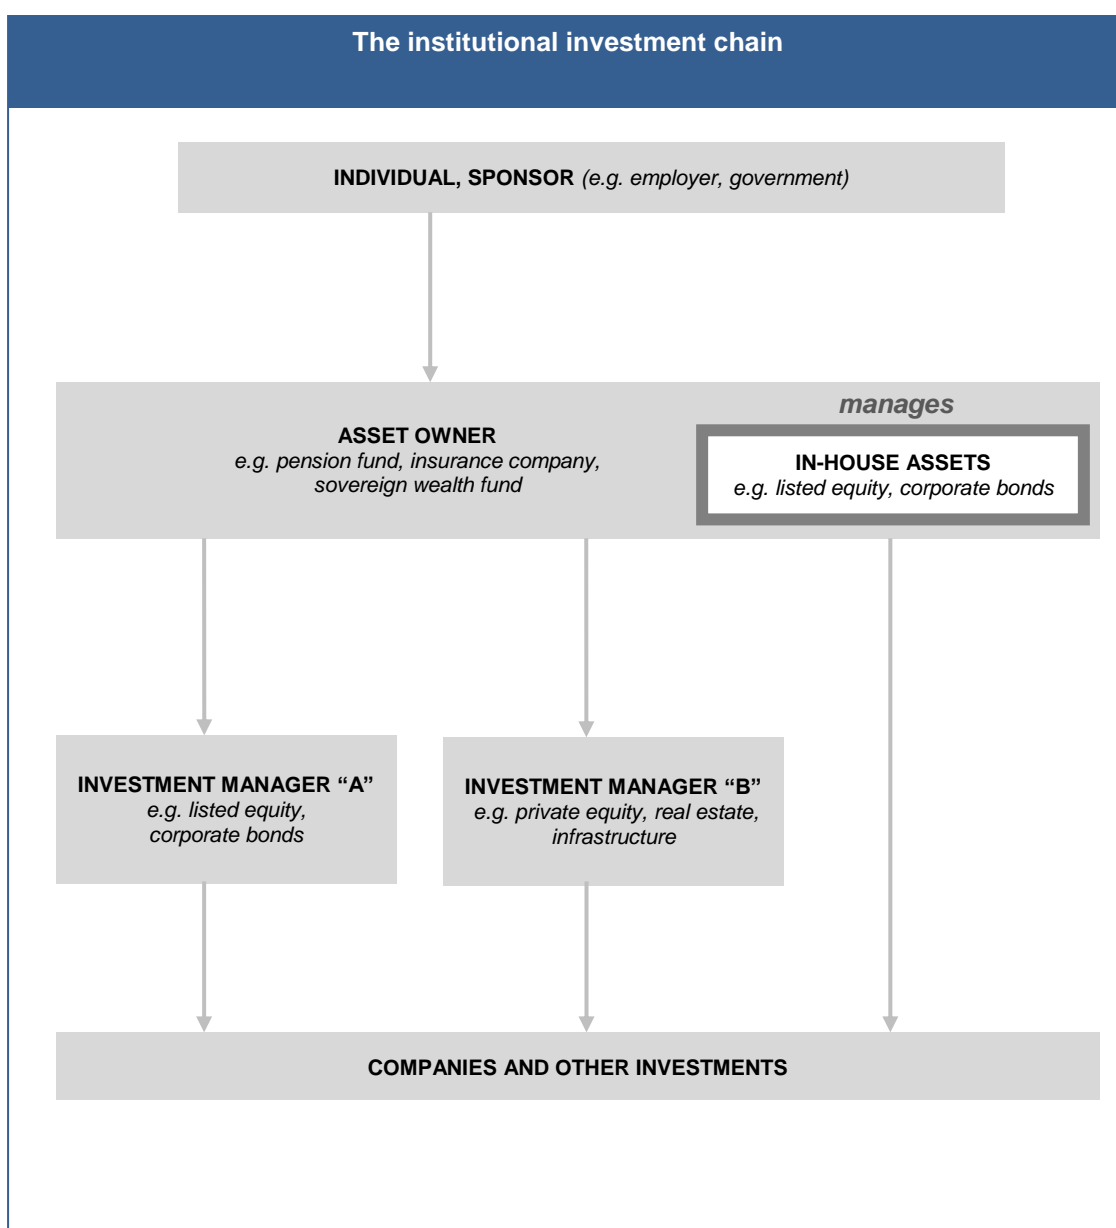 The institutional investment chain
INDIVIDUAL, SPONSOR (e.g. employer, government)
manages
ASSET OWNER
e.g. pension fund, insurance company,
sovereign wealth fund
IN-HOUSE ASSETS
e.g. listed equity, corporate bonds
INVESTMENT MANAGER “A”
e.g. listed equity,
corporate bonds
INVESTMENT MANAGER “B”
e.g. private equity, real estate,
infrastructure
COMPANIES AND OTHER INVESTMENTS